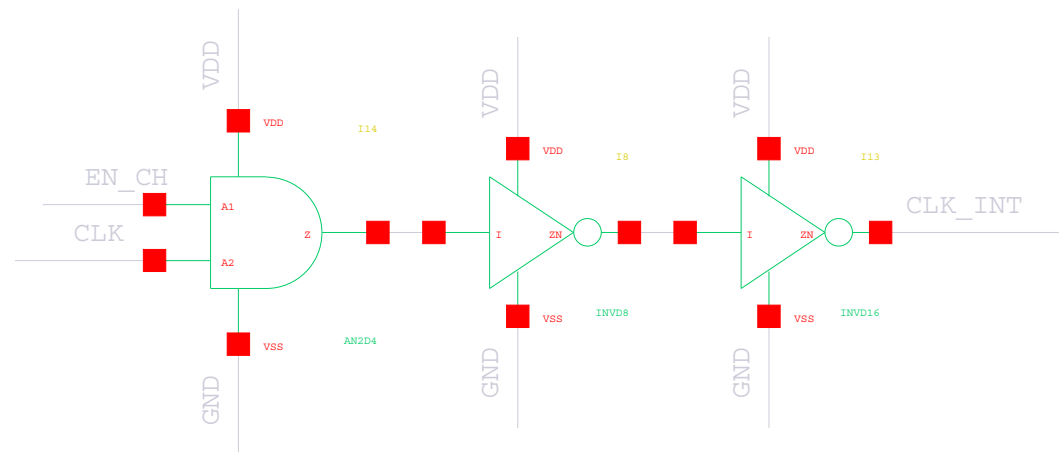 VDD
VDD
I14
EN_CH
A1
CLK
A2
Z
VSS
AN2D4
GND
VDD
VDD
I8
I
ZN
VSS
INVD8
GND
VDD
VDD
I13
I
ZN
CLK_INT
VSS
INVD16
GND